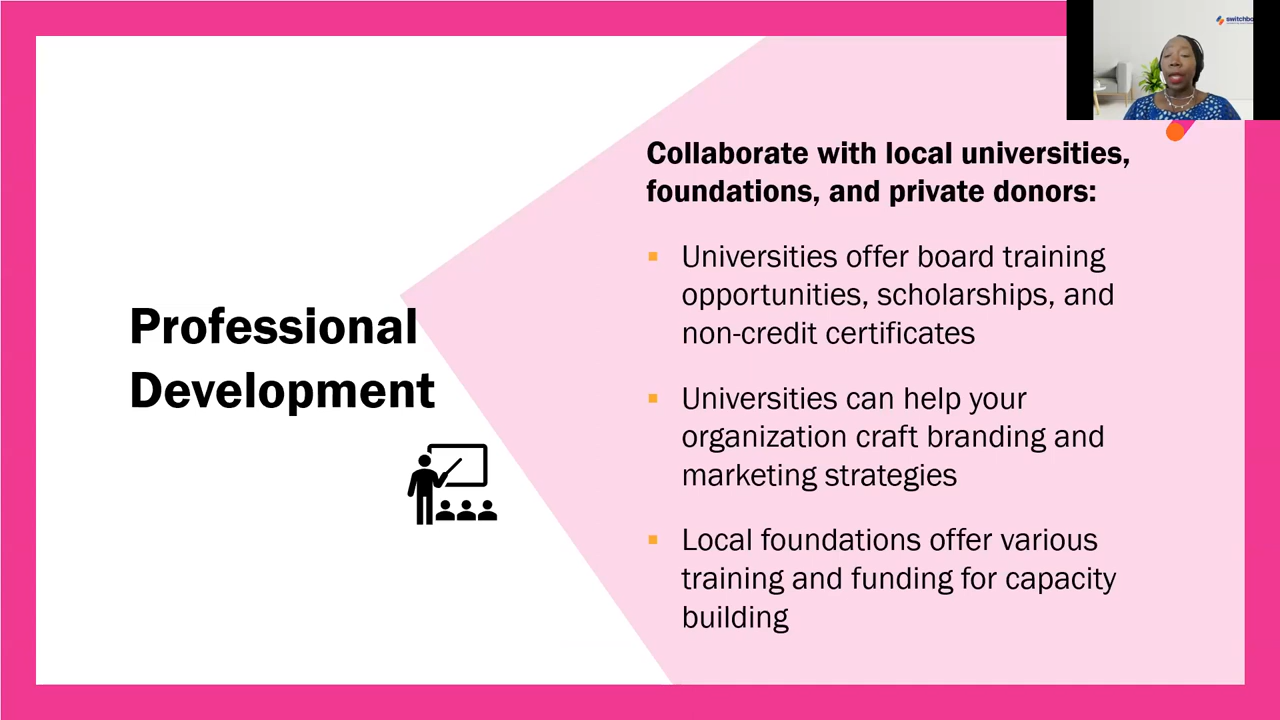 Professional
Development
Collaborate with local universities,
foundations, and private donors:
Universities offer board training
opportunities, scholarships, and
non-credit certificates
Universities can help your
organization craft branding and
marketing strategies
Local foundations offer various
training and funding for capacity
building